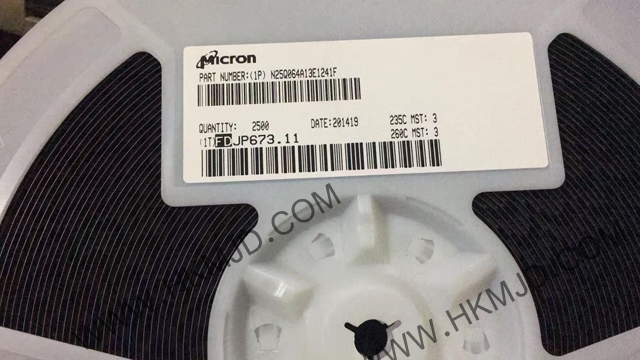 Micron
PART NUMBER:(1P) N25Q064A13E1241F
QUANTITY: 2500 DATE:201419 235C MST: 3
260C MST: 3
(1T)FDJP673.11
WWW.HKMJD.COM
WWW.HKMJD.COM